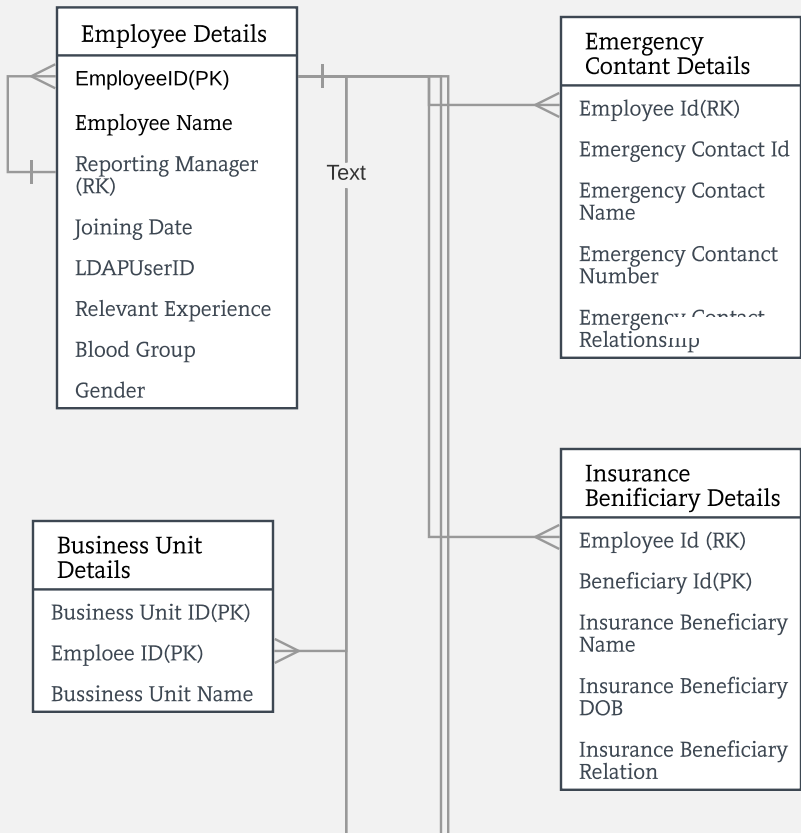 Employee Details
EmployeeID(PK)
Employee Name
Reporting Manager
(RK)
Joining Date
LDAPUserID
Relevant Experience
Blood Group
Gender
Text
Emergency
Contant Details
Employee Id(RK)
Emergency Contact Id
Emergency Contact
Name
Emergency Contanct
Number
Emergency Contact
Relationship
Business Unit
Details
Business Unit ID(PK)
Emploee ID(PK)
Bussiness Unit Name
Insurance
Benificiary Details
Employee Id (RK)
Beneficiary Id(PK)
Insurance Beneficiary
Name
Insurance Beneficiary
DOB
Insurance Beneficiary
Relation